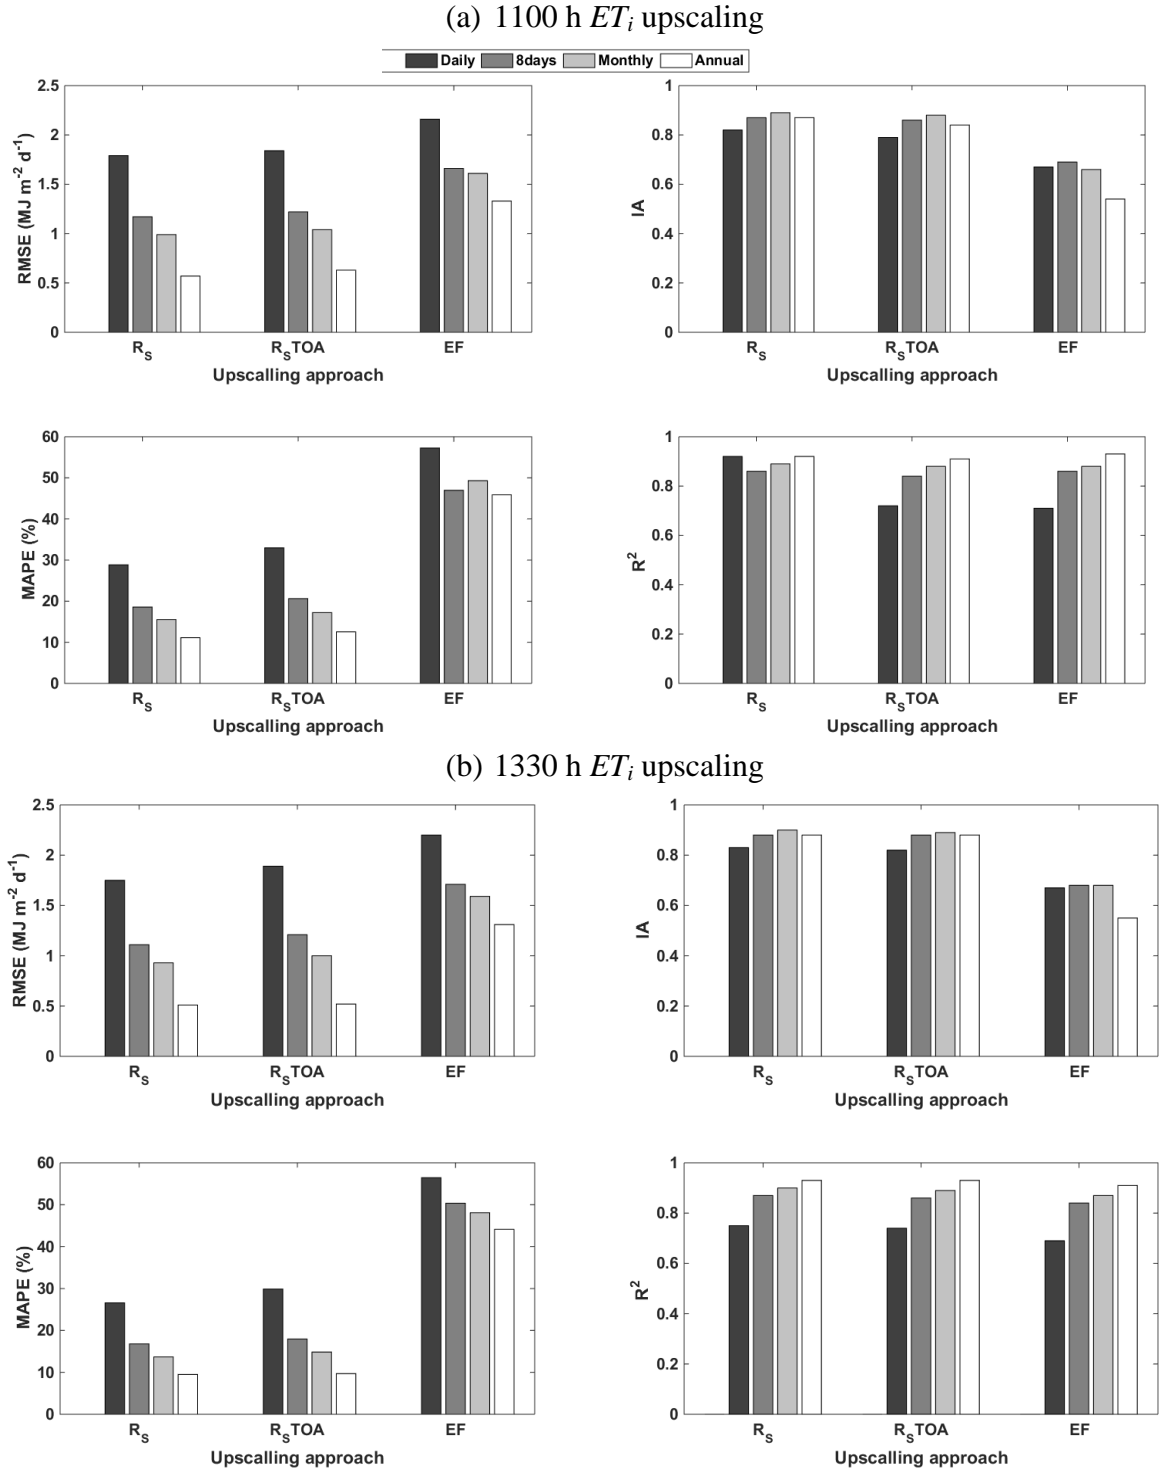 (a) 1100 h ETi upscaling
Daily 8days Monthly Annual
2.5
2
1.5
1
0.5
0
RMSE (MJ m-2 d-1)
RS RSTOA EF
Upscalling approach
1
0.8
0.6
0.4
0.2
0
IA
RS RSTOA EF
Upscalling approach
60
50
40
30
20
10
0
MAPE (%)
RS RSTOA EF
Upscalling approach
1
0.8
0.6
0.4
0.2
0
R2
RS RSTOA EF
Upscalling approach
(b) 1330 h ETi upscaling
2.5
2
1.5
1
0.5
0
RMSE (MJ m-2 d-1)
RS RSTOA EF
Upscalling approach
1
0.8
0.6
0.4
0.2
0
IA
RS RSTOA EF
Upscalling approach
60
50
40
30
20
10
0
MAPE (%)
RS RSTOA EF
Upscalling approach
1
0.8
0.6
0.4
0.2
0
R2
RS RSTOA EF
Upscalling approach